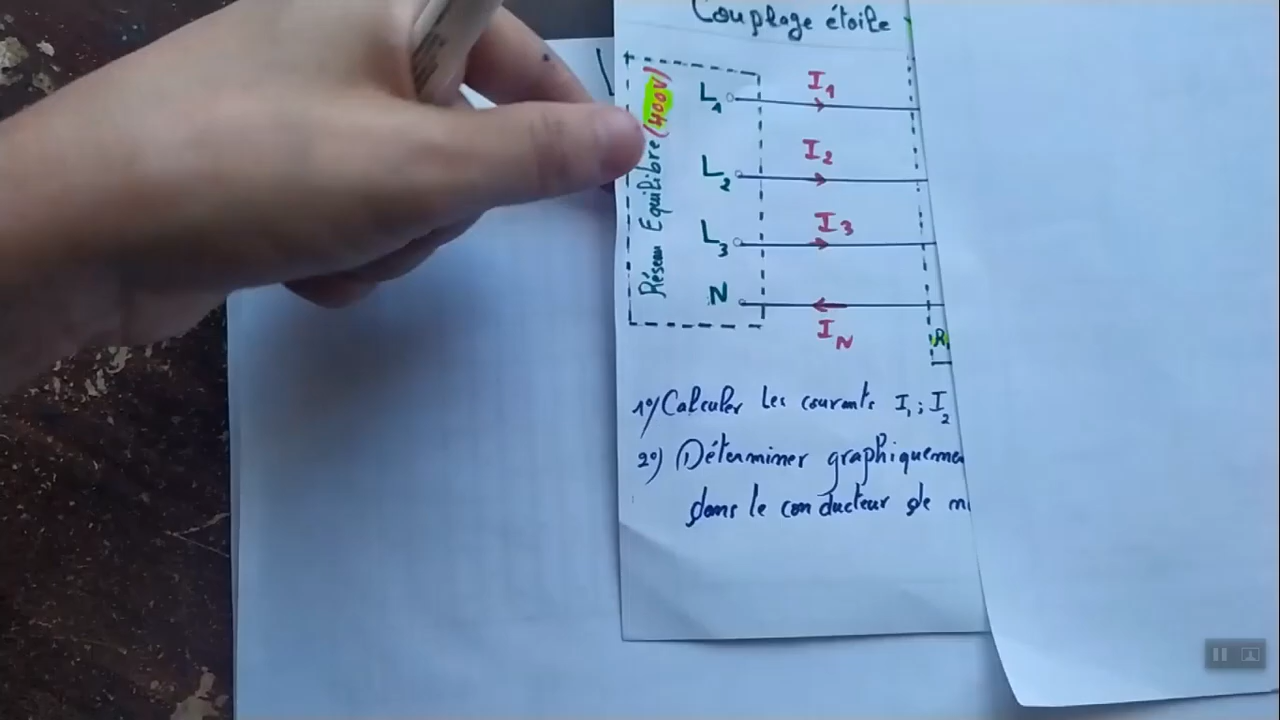 Couplage étoile
Réseau Equilibre (400V)
L1
I1
L2
I2
L3
I3
N
IN
R
1°) Calculer les courants I1 ; I2
2°) Déterminer graphiqueme
dans le conducteur de n